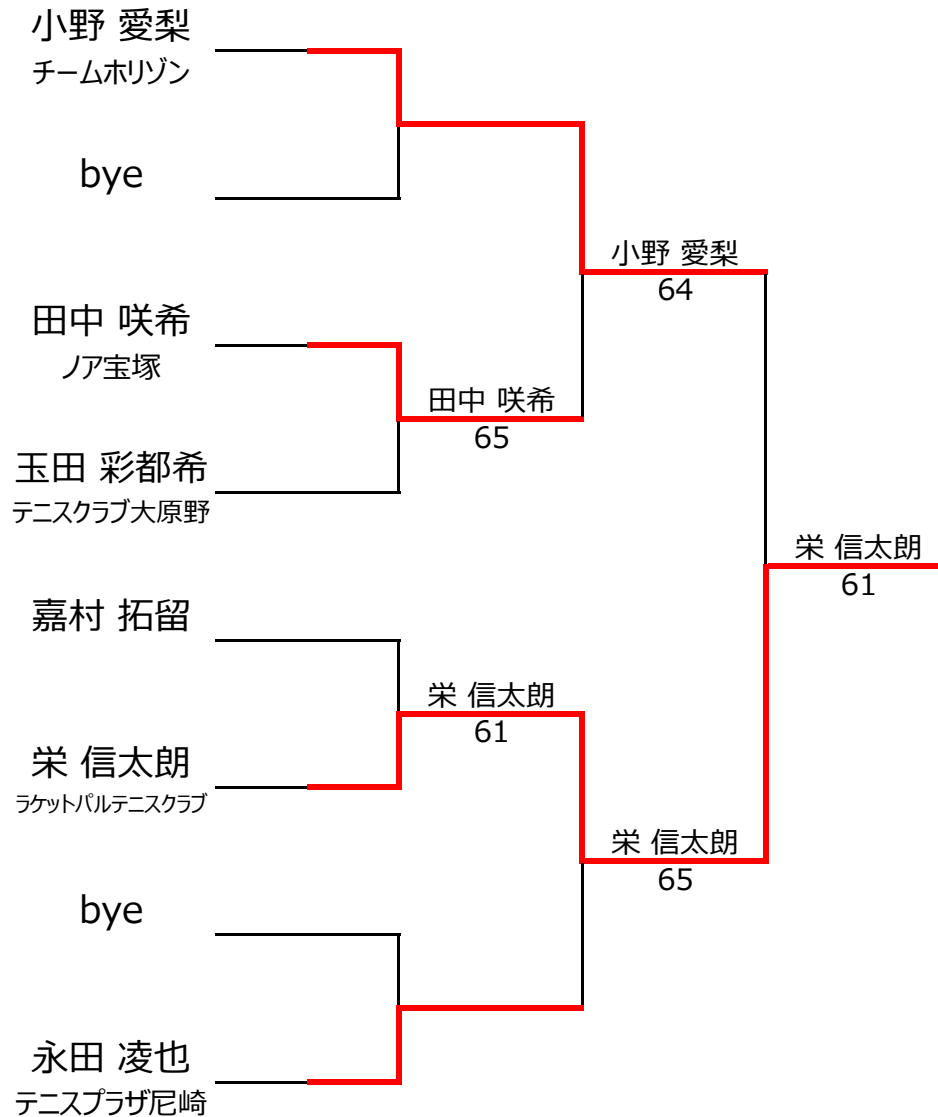 小野 愛梨
チームホリゾン
bye
田中 咲希
ノア宝塚
玉田 彩都希
テニスクラブ大原野
嘉村 拓留
栄 信太朗
ラケットパルテニスクラブ
bye
永田 凌也
テニスプラザ尼崎
田中 咲希
65
栄 信太朗
61
小野 愛梨
64
栄 信太朗
65
栄 信太朗
61